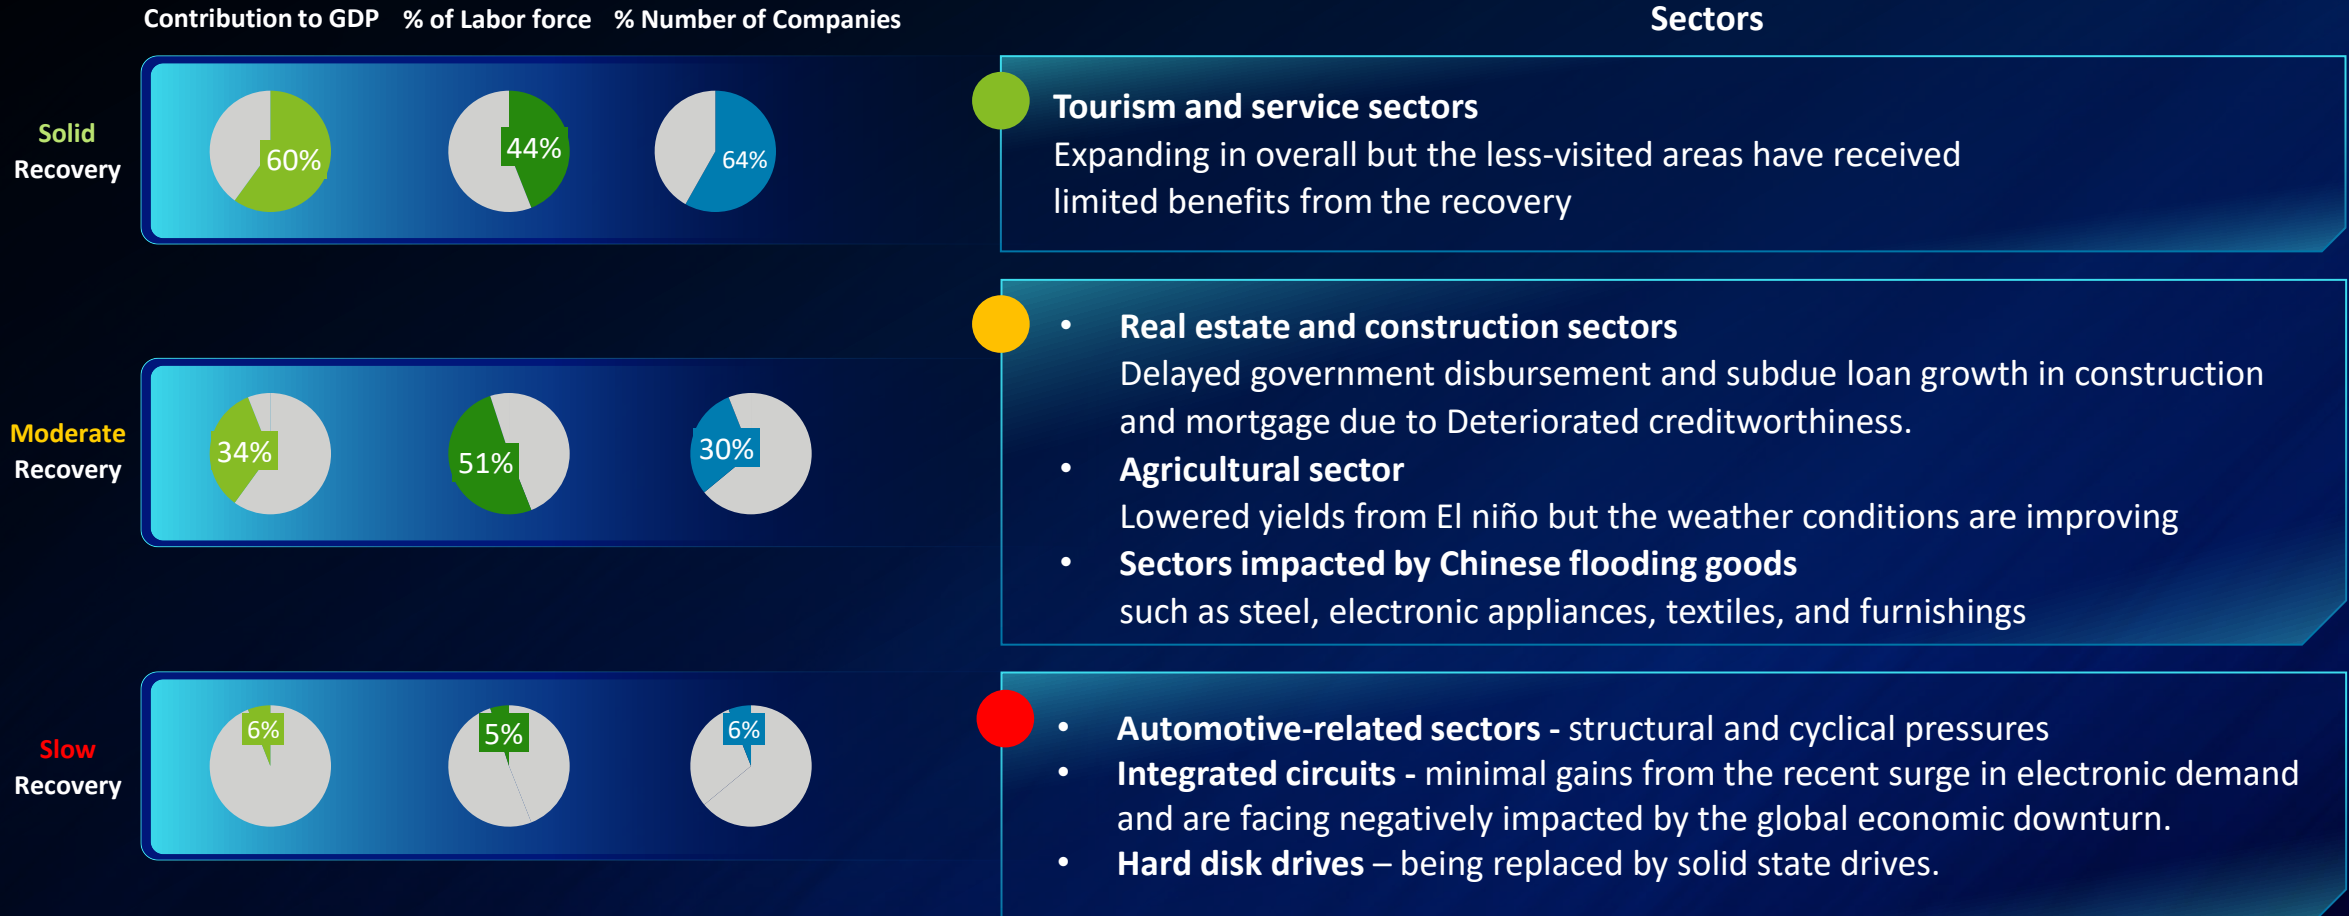 Contribution to GDP % of Labor force % Number of Companies Sectors
Solid
Recovery
60%
44%
64%
Tourism and service sectors
Expanding in overall but the less-visited areas have received
limited benefits from the recovery
Moderate
Recovery
34%
51%
30%
• Real estate and construction sectors
Delayed government disbursement and subdue loan growth in construction
and mortgage due to Deteriorated creditworthiness.
• Agricultural sector
Lowered yields from El niño but the weather conditions are improving
• Sectors impacted by Chinese flooding goods
such as steel, electronic appliances, textiles, and furnishings
Slow
Recovery
6%
5%
6%
• Automotive-related sectors - structural and cyclical pressures
• Integrated circuits - minimal gains from the recent surge in electronic demand
and are facing negatively impacted by the global economic downturn.
• Hard disk drives – being replaced by solid state drives.